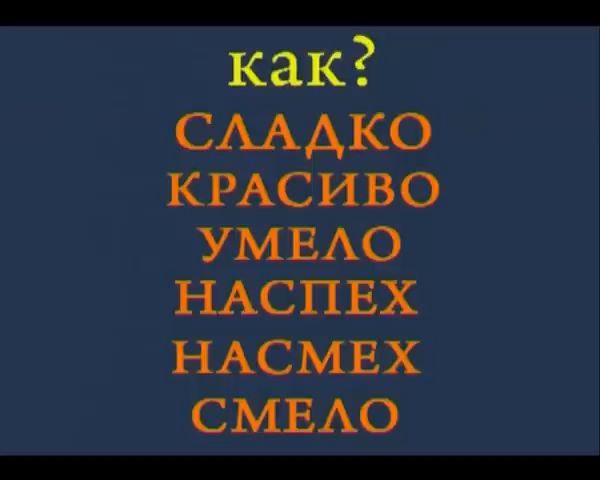 как?
СЛАДКО
КРАСИВО
УМЕЛО
НАСПЕХ
НАСМЕХ
СМЕЛО